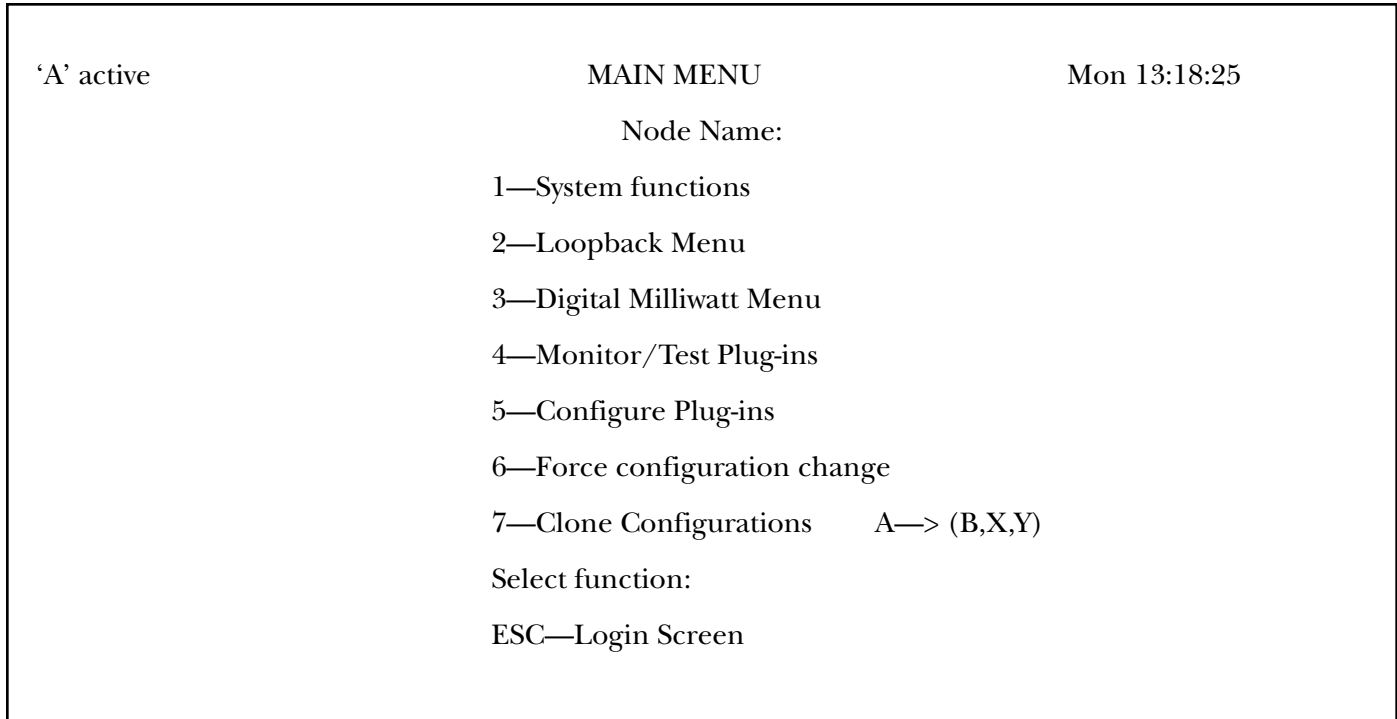 ‘A’ active MAIN MENU Mon 13:18:25
Node Name:
1—System functions
2—Loopback Menu
3—Digital Milliwatt Menu
4—Monitor/Test Plug-ins
5—Configure Plug-ins
6—Force configuration change
7—Clone Configurations A—> (B,X,Y)
Select function:
ESC—Login Screen